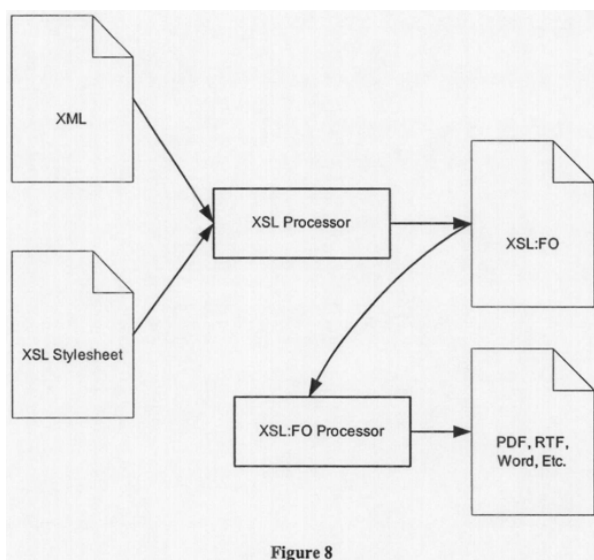 XML
XSL Processor
XSL:FO
XSL Stylesheet
XSL:FO Processor
PDF, RTF,
Word, Etc.
Figure 8